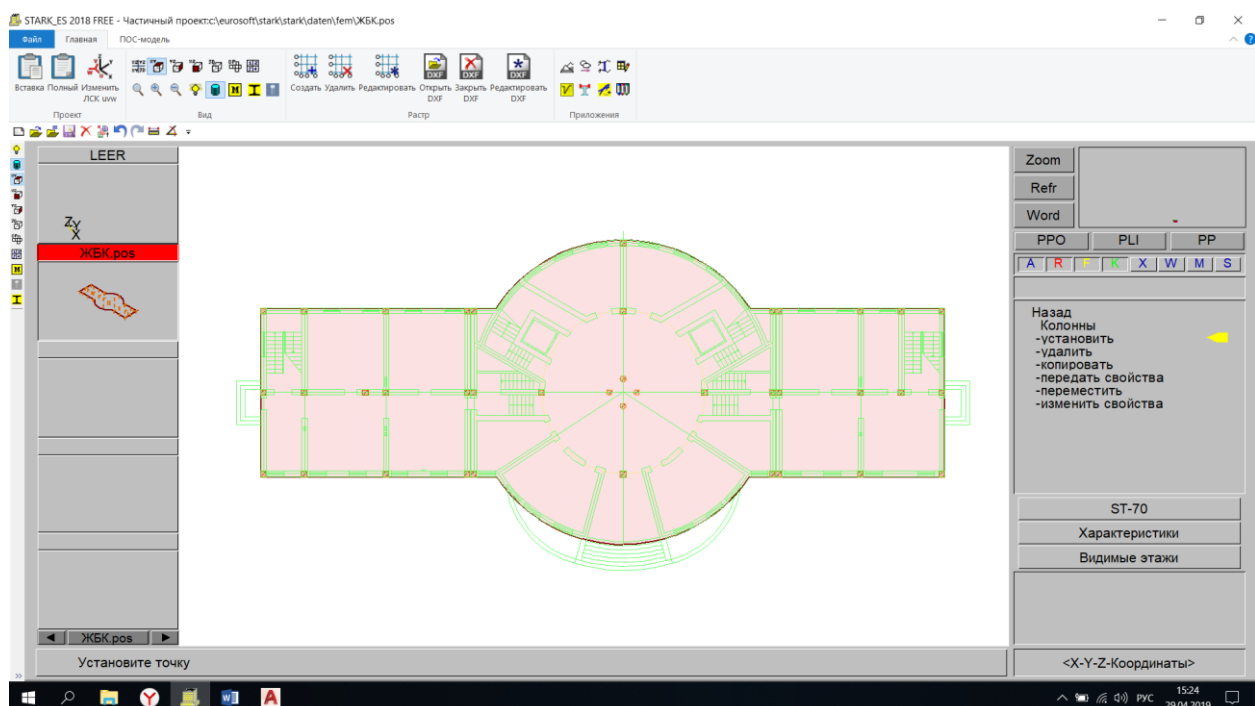 STARK_ES 2018 FREE - Частичный проект:c:\eurosoft\stark\stark\daten\fem\ЖБК.pos
Файл Главная ПОС-модель
Вставка Полный Изменить ЛСК uvw
Создать Удалить Редактировать Открыть DXF Закрыть DXF Редактировать DXF
Проект Вид Растр Приложения
LEER
Z Y X
ЖБК.pos
ЖБК.pos
Установите точку
Zoom
Refr
Word
PPO PLI PP
A R F K X W M S
Назад
Колонны
-установить
-удалить
-копировать
-передать свойства
-переместить
-изменить свойства
ST-70
Характеристики
Видимые этажи
<X-Y-Z-Координаты>
РУС 15:24
29.04.2019